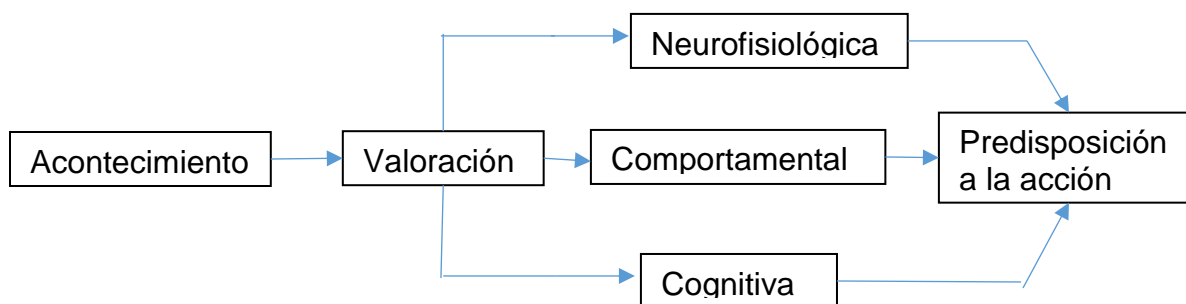 Neurofisiológica
Acontecimiento
Valoración
Comportamental
Predisposición
a la acción
Cognitiva